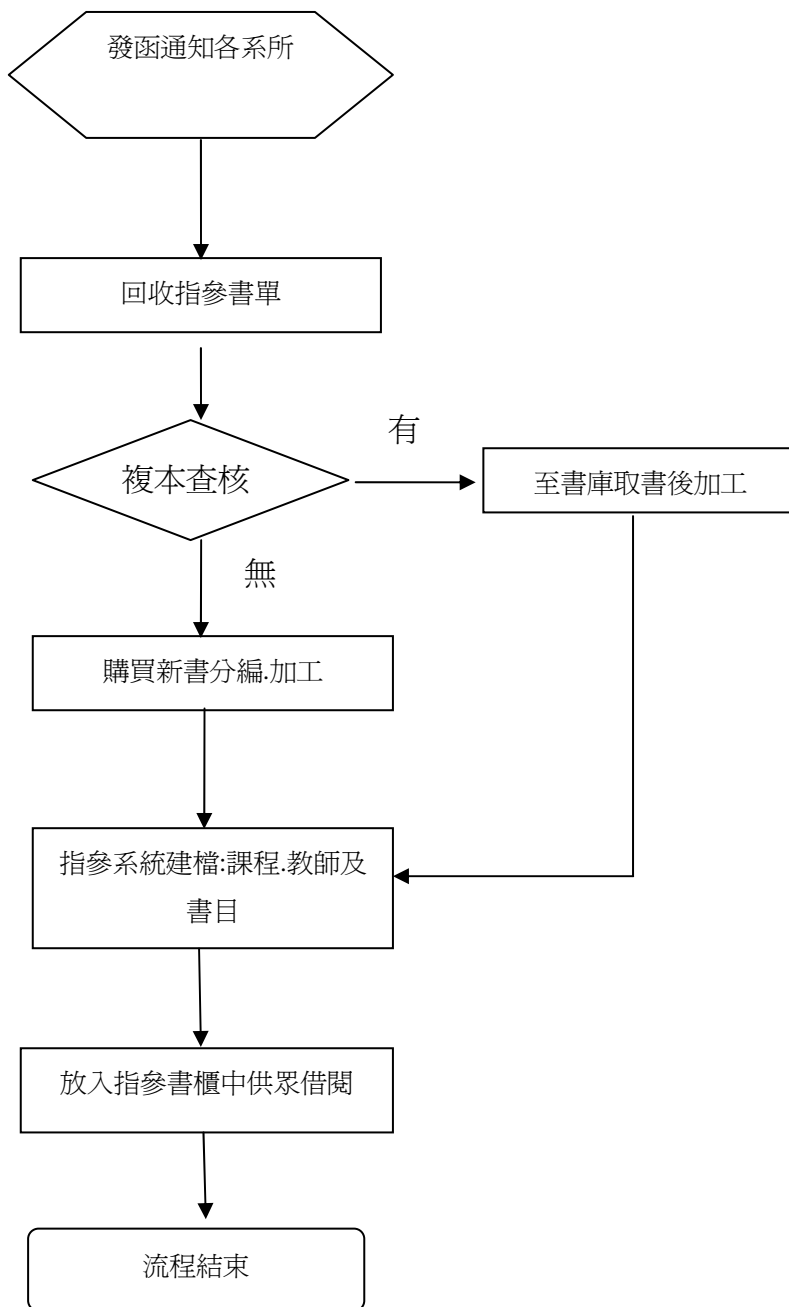 發函通知各系所
回收指參書單
複本查核
有
至書庫取書後加工
無
購買新書分編.加工
指參系統建檔:課程.教師及
書目
放入指參書櫃中供眾借閱
流程結束